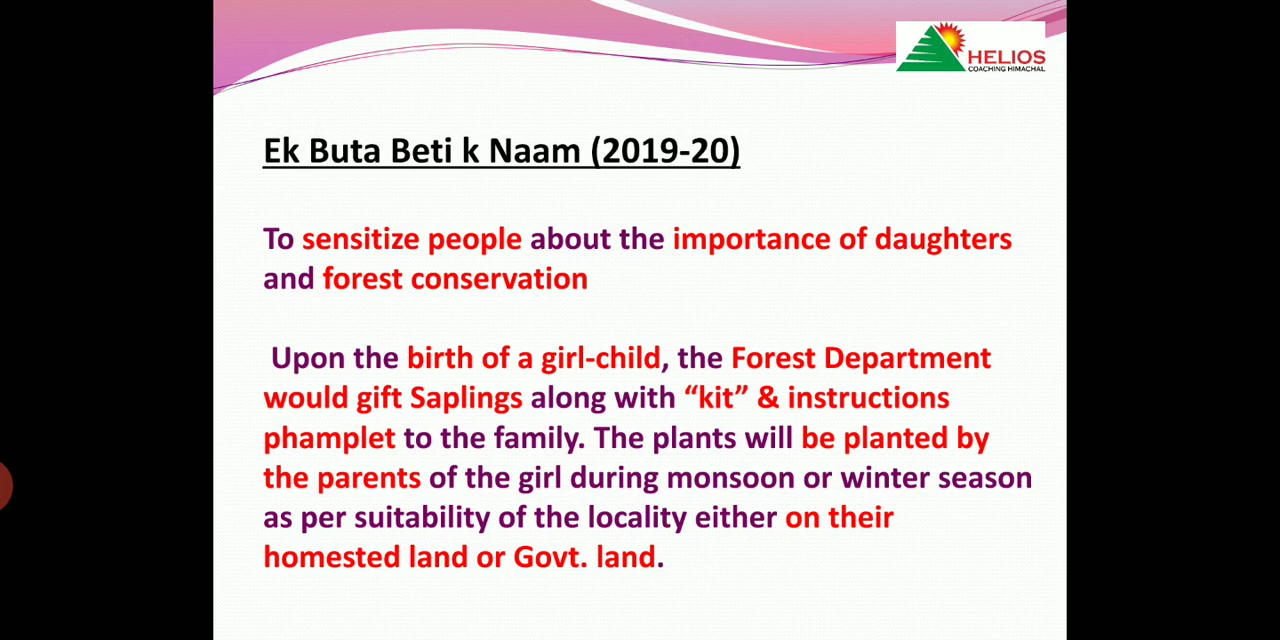 HELIOS
COACHING HIMACHAL
Ek Buta Beti k Naam (2019-20)
To sensitize people about the importance of daughters
and forest conservation
Upon the birth of a girl-child, the Forest Department
would gift Saplings along with “kit” & instructions
phamplet to the family. The plants will be planted by
the parents of the girl during monsoon or winter season
as per suitability of the locality either on their
homested land or Govt. land.